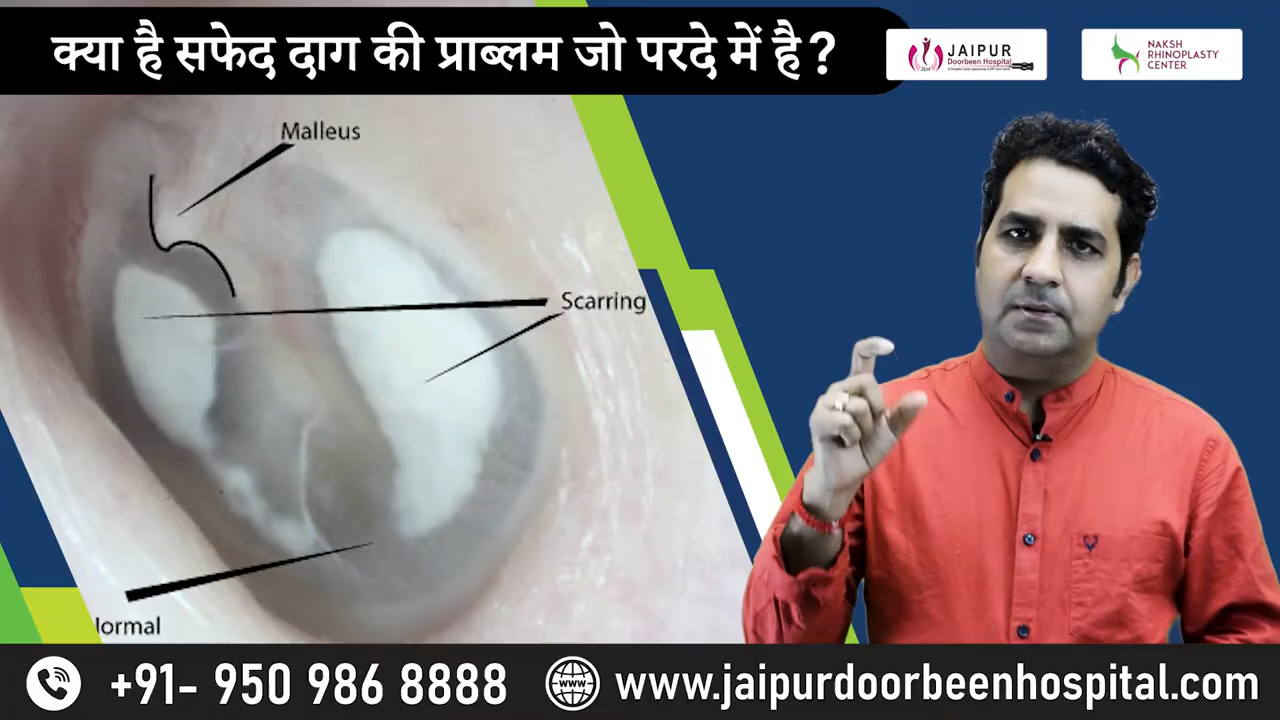 क्या है सफेद दाग की प्राब्लम जो परदे में है?
JAIPUR
Doorbeen Hospital
NAKSH
RHINOPLASTY
CENTER
Malleus
Scarring
lormal
+91- 950 986 8888
www.jaipurdoorbeenhospital.com